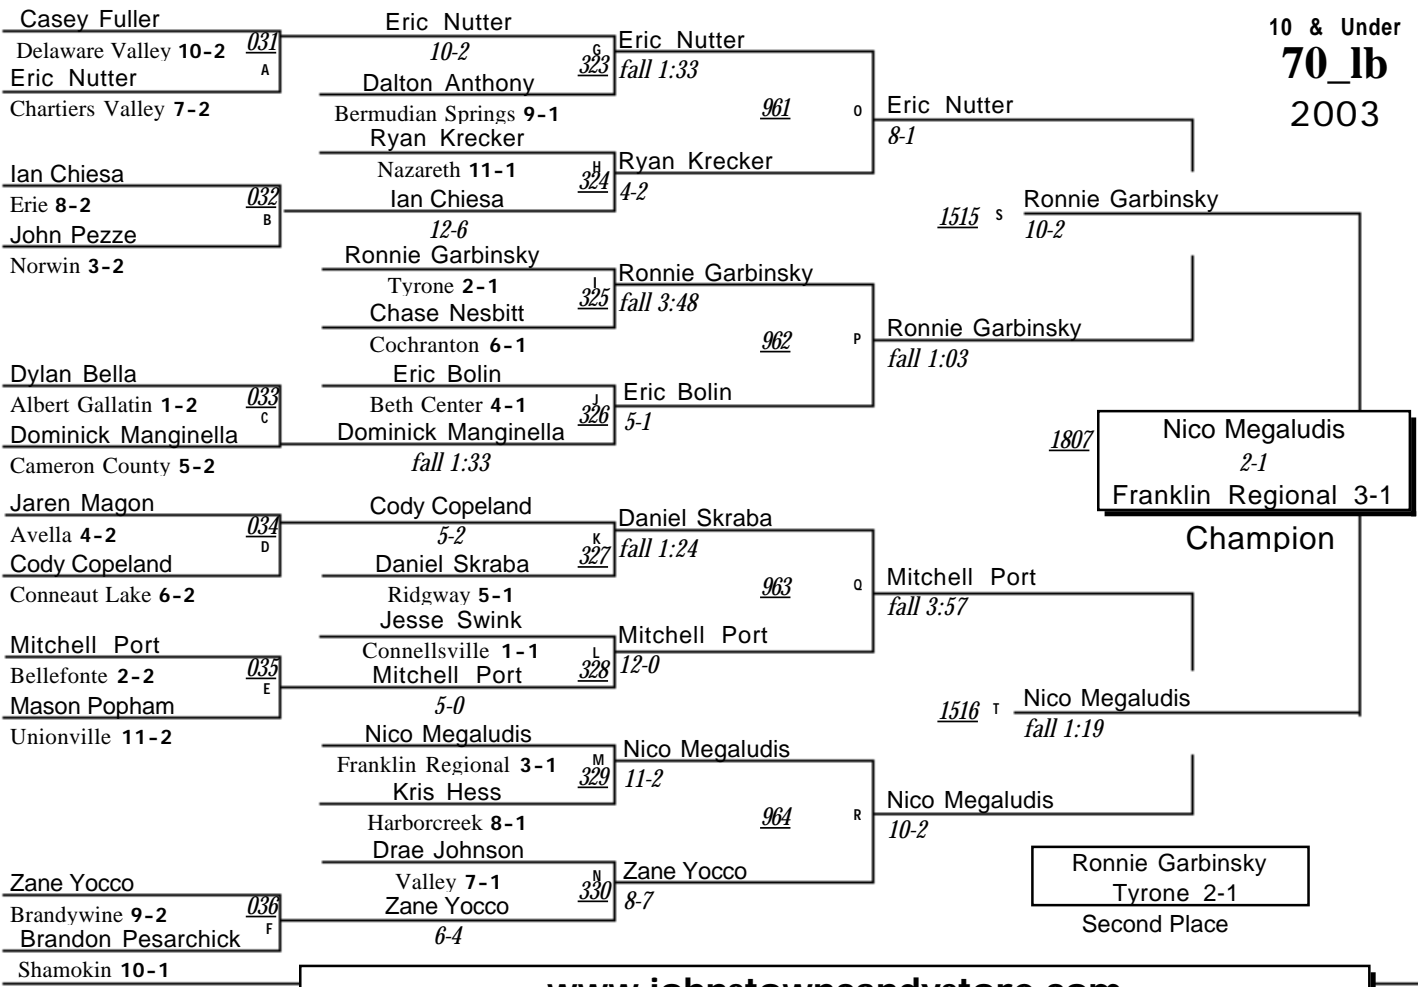 10 & Under
70_lb
2003
Casey Fuller
Delaware Valley 10-2
031
A
Eric Nutter
Chartiers Valley 7-2
Ian Chiesa
Erie 8-2
032
B
John Pezze
Norwin 3-2
Dylan Bella
Albert Gallatin 1-2
033
C
Dominick Manginella
Cameron County 5-2
Jaren Magon
Avella 4-2
034
D
Cody Copeland
Conneaut Lake 6-2
Mitchell Port
Bellefonte 2-2
035
E
Mason Popham
Unionville 11-2
Zane Yocco
Brandywine 9-2
036
F
Brandon Pesarchick
Shamokin 10-1
Eric Nutter
10-2
G
323
Dalton Anthony
Bermudian Springs 9-1
Ryan Krecker
Nazareth 11-1
H
324
Ian Chiesa
12-6
Ronnie Garbinsky
Tyrone 2-1
I
325
Chase Nesbitt
Cochranton 6-1
Eric Bolin
Beth Center 4-1
J
326
Dominick Manginella
fall 1:33
Cody Copeland
5-2
K
327
Daniel Skraba
Ridgway 5-1
Jesse Swink
Connellsville 1-1
L
328
Mitchell Port
5-0
Nico Megaludis
Franklin Regional 3-1
M
329
Kris Hess
Harborcreek 8-1
Drae Johnson
Valley 7-1
N
330
Zane Yocco
6-4
Eric Nutter
fall 1:33
961
O
Ryan Krecker
4-2
Ronnie Garbinsky
fall 3:48
962
P
Eric Bolin
5-1
Daniel Skraba
fall 1:24
963
Q
Mitchell Port
12-0
Nico Megaludis
11-2
964
R
Zane Yocco
8-7
Eric Nutter
8-1
1515 S
Ronnie Garbinsky
fall 1:03
Mitchell Port
fall 3:57
1516 T
Nico Megaludis
10-2
Ronnie Garbinsky
10-2
Nico Megaludis
fall 1:19
1807
Nico Megaludis
2-1
Franklin Regional 3-1
Champion
Ronnie Garbinsky
Tyrone 2-1
Second Place
www.johnstowncandystore.com